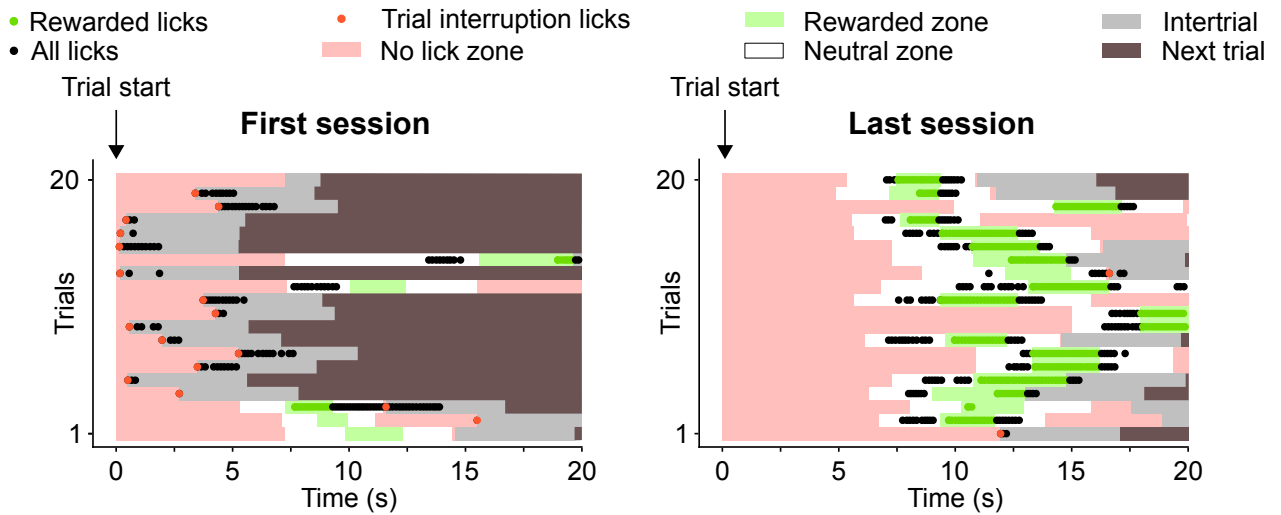 Rewarded licks
Trial interruption licks
Rewarded zone
Intertrial
All licks
No lick zone
Neutral zone
Next trial
Trial start
Trial start
First session
Last session
Trials
20
1
0 5 10 15 20
Time (s)
20
1
0 5 10 15 20
Time (s)